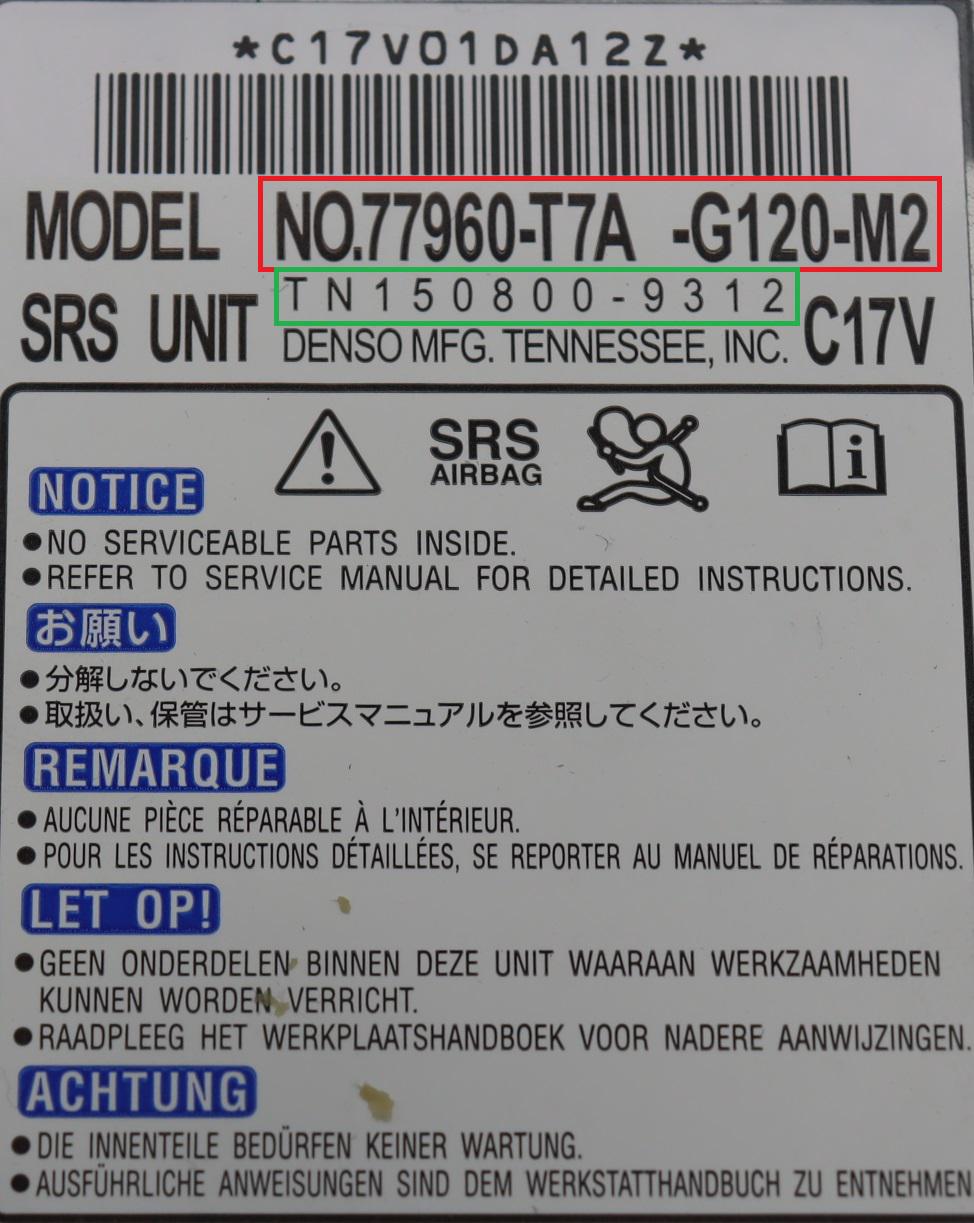 *C17V01DA12Z*
MODEL NO.77960-T7A -G120-M2
TN150800-9312
SRS UNIT DENSO MFG. TENNESSEE, INC. C17V
SRS
AIRBAG
i
NOTICE
●NO SERVICEABLE PARTS INSIDE.
●REFER TO SERVICE MANUAL FOR DETAILED INSTRUCTIONS.
お願い
●分解しないでください。
●取扱い、保管はサービスマニュアルを参照してください。
REMARQUE
●AUCUNE PIÈCE RÉPARABLE À L'INTÉRIEUR.
●POUR LES INSTRUCTIONS DÉTAILLÉES, SE REPORTER AU MANUEL DE RÉPARATIONS.
LET OP!
●GEEN ONDERDELEN BINNEN DEZE UNIT WAARAAN WERKZAAMHEDEN
KUNNEN WORDEN VERRICHT.
●RAADPLEEG HET WERKPLAATSHANDBOEK VOOR NADERE AANWIJZINGEN.
ACHTUNG
●DIE INNENTEILE BEDÜRFEN KEINER WARTUNG.
●AUSFÜHRLICHE ANWEISUNGEN SIND DEM WERKSTATTHANDBUCH ZU ENTNEHMEN